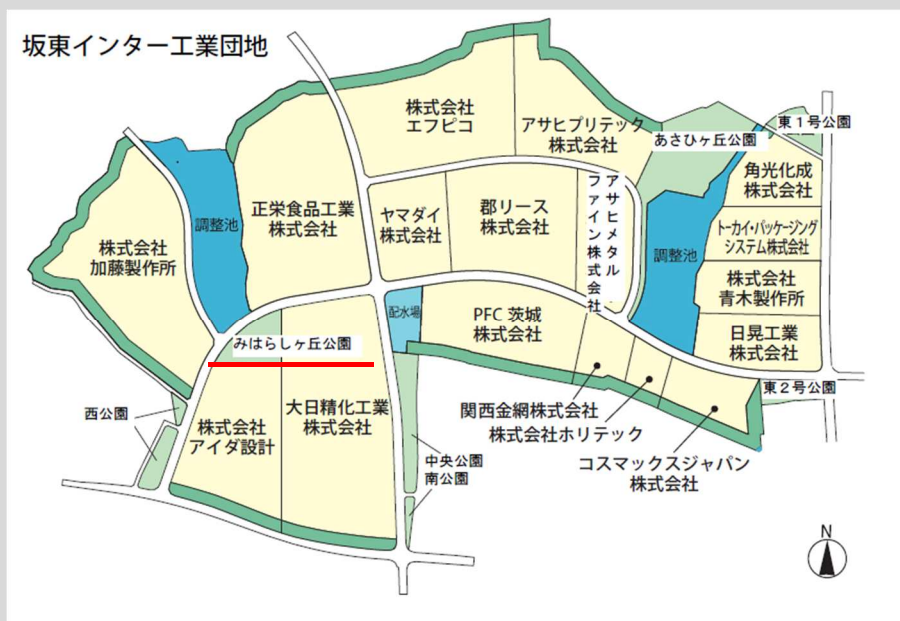 坂東インター工業団地
株式会社
エフピコ
アサヒプリテック
株式会社
あさひヶ丘公園
東1号公園
角光化成
株式会社
トーカイ・パッケージング
システム株式会社
株式会社
青木製作所
日晃工業
株式会社
東2号公園
調整池
アサヒメタル
ファイン株式会社
郡リース
株式会社
ヤマダイ
株式会社
正栄食品工業
株式会社
調整池
株式会社
加藤製作所
配水場
PFC 茨城
株式会社
みはらしヶ丘公園
西公園
株式会社
アイダ設計
大日精化工業
株式会社
関西金網株式会社
株式会社ホリテック
コスマックスジャパン
株式会社
中央公園
南公園
N